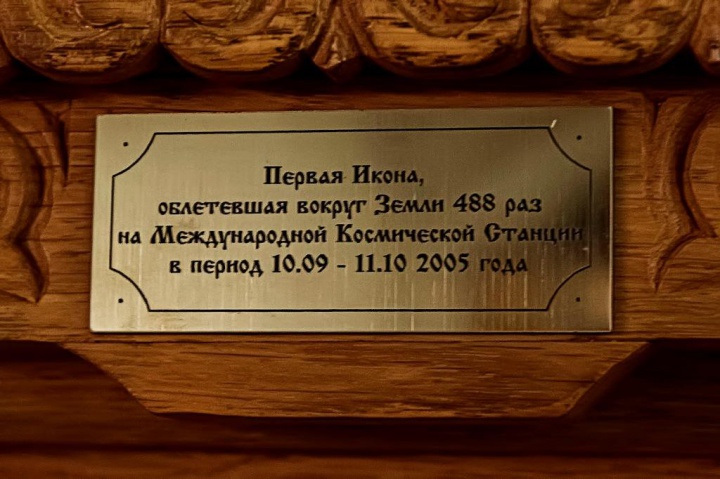 Первая Икона,
облетевшая вокруг Земли 488 раз
на Международной Космической Станции
в период 10.09 - 11.10 2005 года